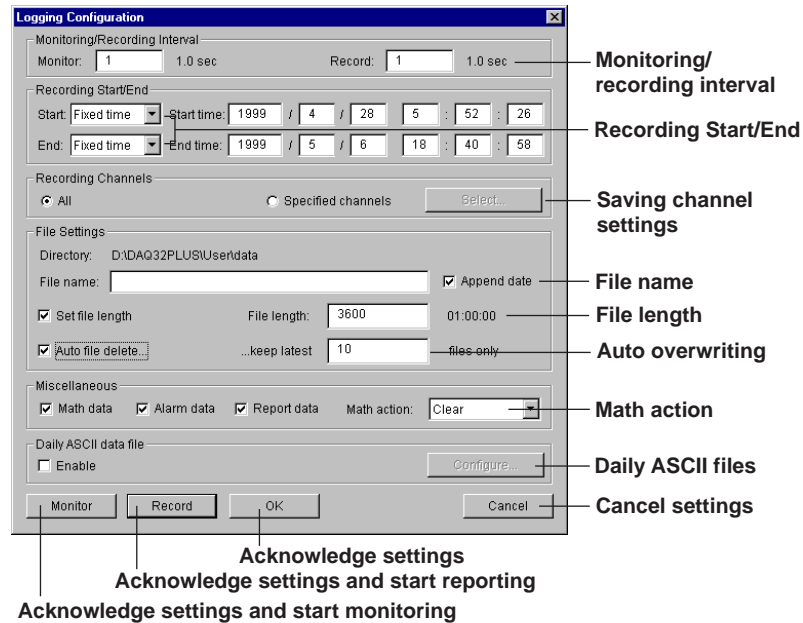 Logging Configuration
Monitoring/Recording Interval
Monitor: 1 1.0 sec Record: 1 1.0 sec
Monitoring/
recording interval
Recording Start/End
Start: Fixed time Start time: 1999 / 4 / 28 5 : 52 : 26
End: Fixed time End time: 1999 / 5 / 6 18 : 40 : 58
Recording Start/End
Recording Channels
All Specified channels Select...
Saving channel
settings
File Settings
Directory: D:\DAQ32PLUS\User\data
File name: Append date
File name
Set file length File length: 3600 01:00:00
File length
Auto file delete... ...keep latest 10 files only
Auto overwriting
Miscellaneous
Math data Alarm data Report data Math action: Clear
Math action
Daily ASCII data file
Enable Configure...
Daily ASCII files
Monitor Record OK Cancel
Cancel settings
Acknowledge settings
Acknowledge settings and start reporting
Acknowledge settings and start monitoring